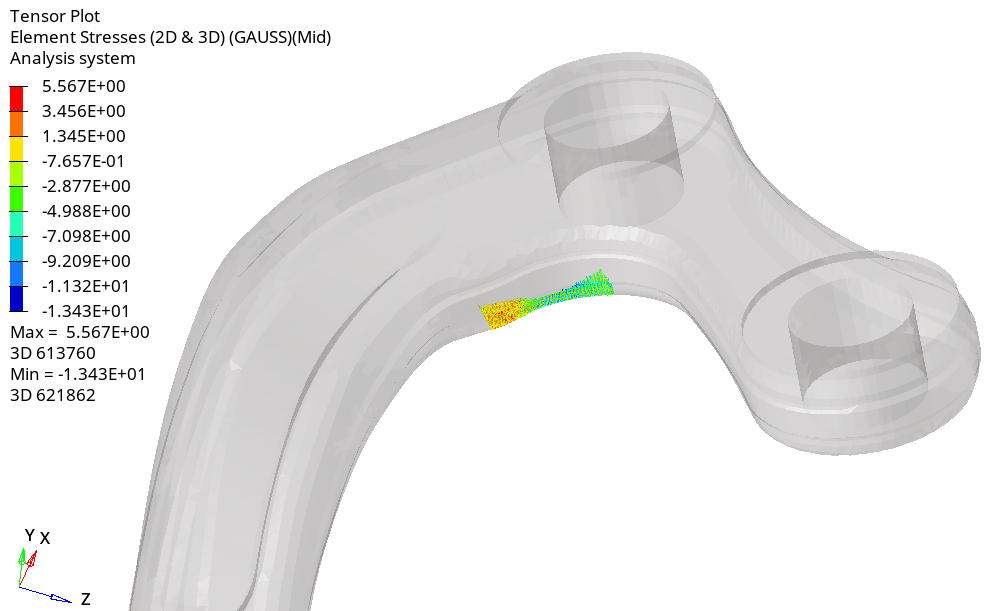 Tensor Plot
Element Stresses (2D & 3D) (GAUSS)(Mid)
Analysis system
5.567E+00
3.456E+00
1.345E+00
-7.657E-01
-2.877E+00
-4.988E+00
-7.098E+00
-9.209E+00
-1.132E+01
-1.343E+01
Max = 5.567E+00
3D 613760
Min = -1.343E+01
3D 621862
Y X
Z